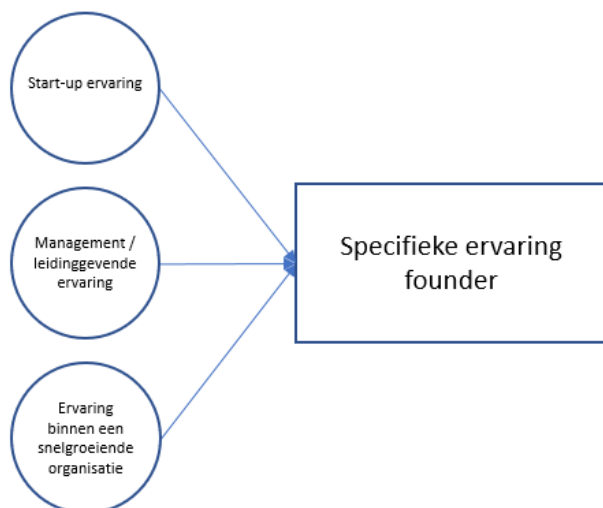 Start-up ervaring
Management /
leidinggevende
ervaring
Ervaring
binnen een
snelgroeiende
organisatie
Specifieke ervaring
founder